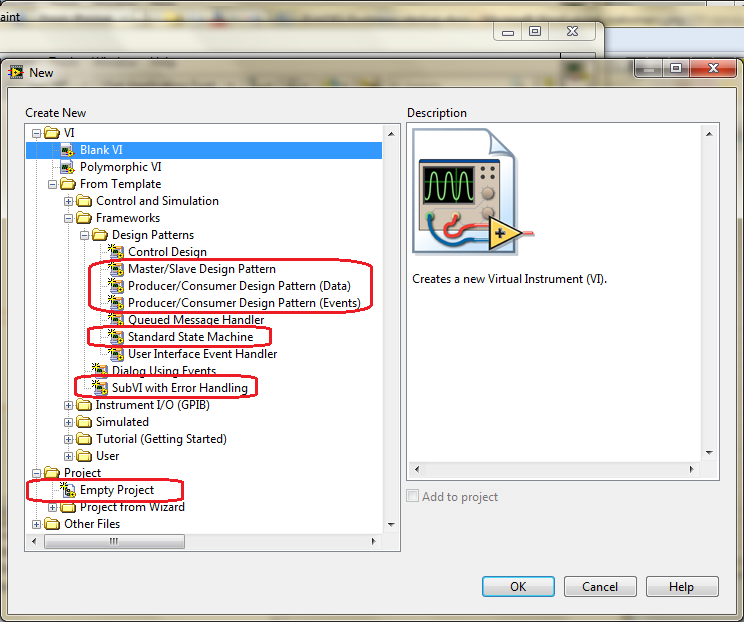 aint
New
Create New
Description
VI
Blank VI
Polymorphic VI
From Template
Control and Simulation
Frameworks
Design Patterns
Control Design
Master/Slave Design Pattern
Producer/Consumer Design Pattern (Data)
Producer/Consumer Design Pattern (Events)
Queued Message Handler
Standard State Machine
User Interface Event Handler
Dialog Using Events
SubVI with Error Handling
Instrument I/O (GPIB)
Simulated
Tutorial (Getting Started)
User
Project
Empty Project
Project from Wizard
Other Files
Creates a new Virtual Instrument (VI).
Add to project
OK
Cancel
Help